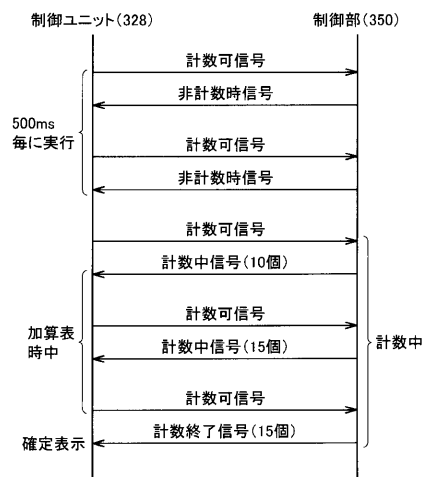 制御ユニット(328)
制御部(350)
計数可信号
非計数時信号
500ms
毎に実行
計数可信号
非計数時信号
計数可信号
計数中信号(10個)
計数可信号
加算表
時中
計数中信号(15個)
計数中
計数可信号
計数終了信号(15個)
確定表示